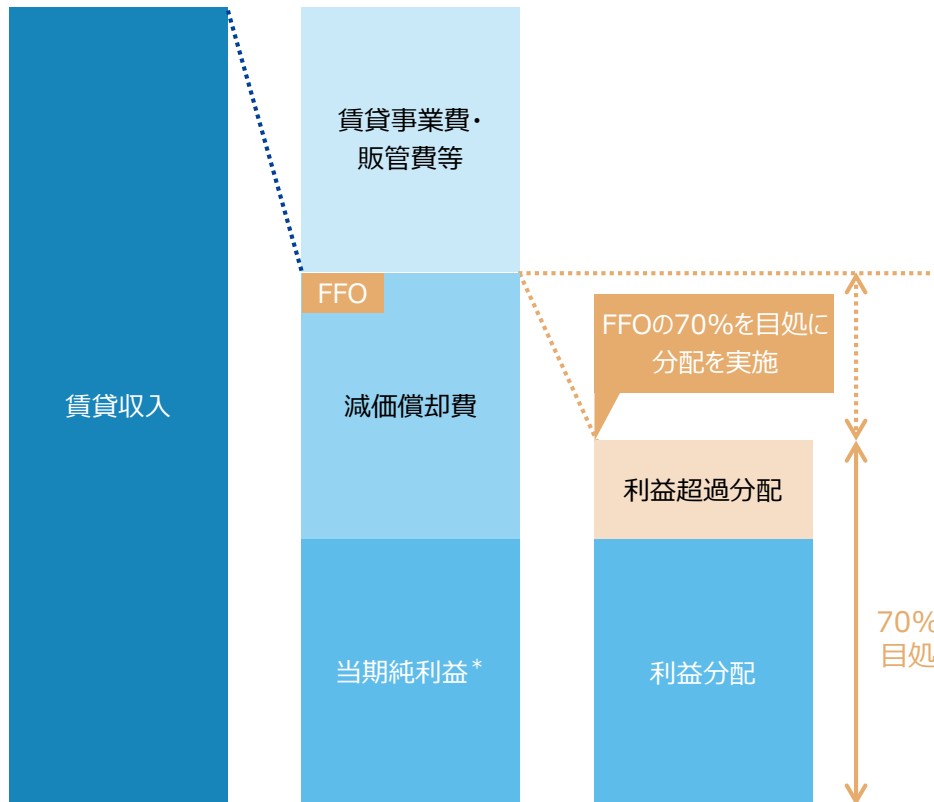 賃貸収入
賃貸事業費・
販管費等
FFO
減価償却費
当期純利益*
FFOの70%を目処に
分配を実施
利益超過分配
利益分配
70%
目処